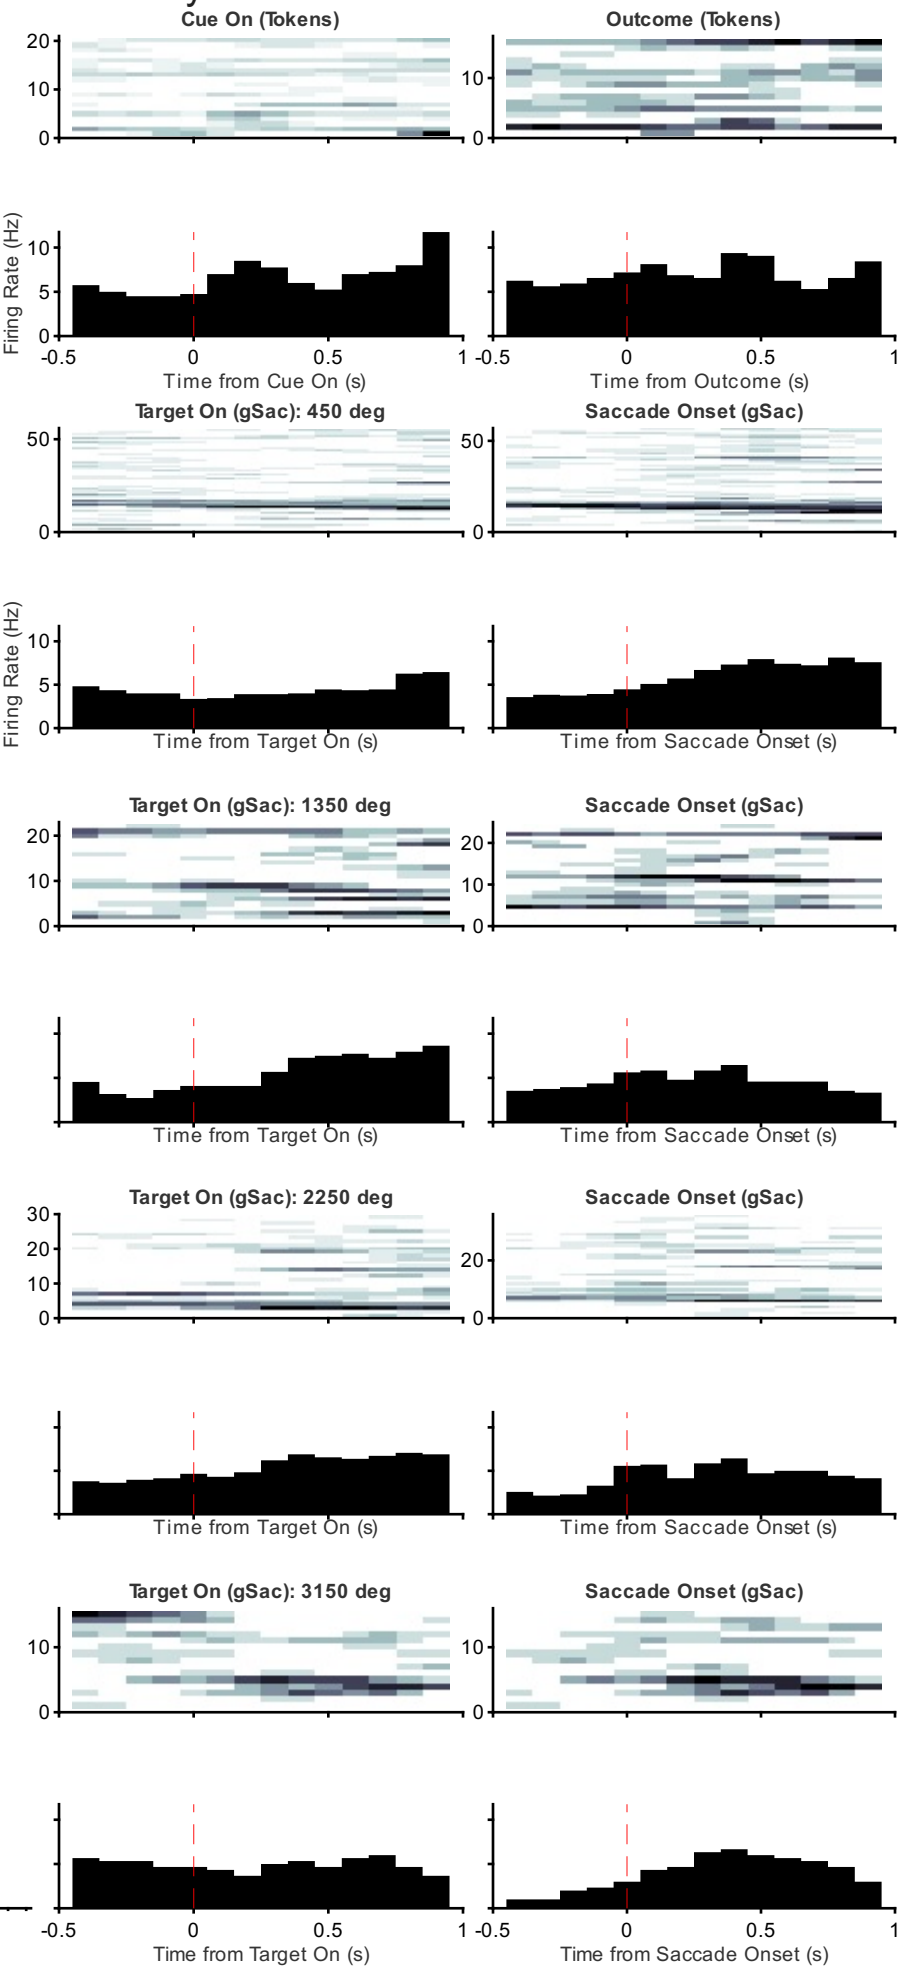 y
Cue On (Tokens) Outcome (Tokens)
20
10
0
10
0
Firing Rate (Hz)
10
5
0
-0.5 0 0.5 1 -0.5 0 0.5 1
Time from Cue On (s) Time from Outcome (s)
Target On (gSac): 450 deg Saccade Onset (gSac)
50
0
50
0
Firing Rate (Hz)
10
5
0
Time from Target On (s) Time from Saccade Onset (s)
Target On (gSac): 1350 deg Saccade Onset (gSac)
20
10
0
20
10
0
Time from Target On (s) Time from Saccade Onset (s)
Target On (gSac): 2250 deg Saccade Onset (gSac)
30
20
10
0
20
0
Time from Target On (s) Time from Saccade Onset (s)
Target On (gSac): 3150 deg Saccade Onset (gSac)
10
0
10
0
-0.5 0 0.5 1 -0.5 0 0.5 1
Time from Target On (s) Time from Saccade Onset (s)